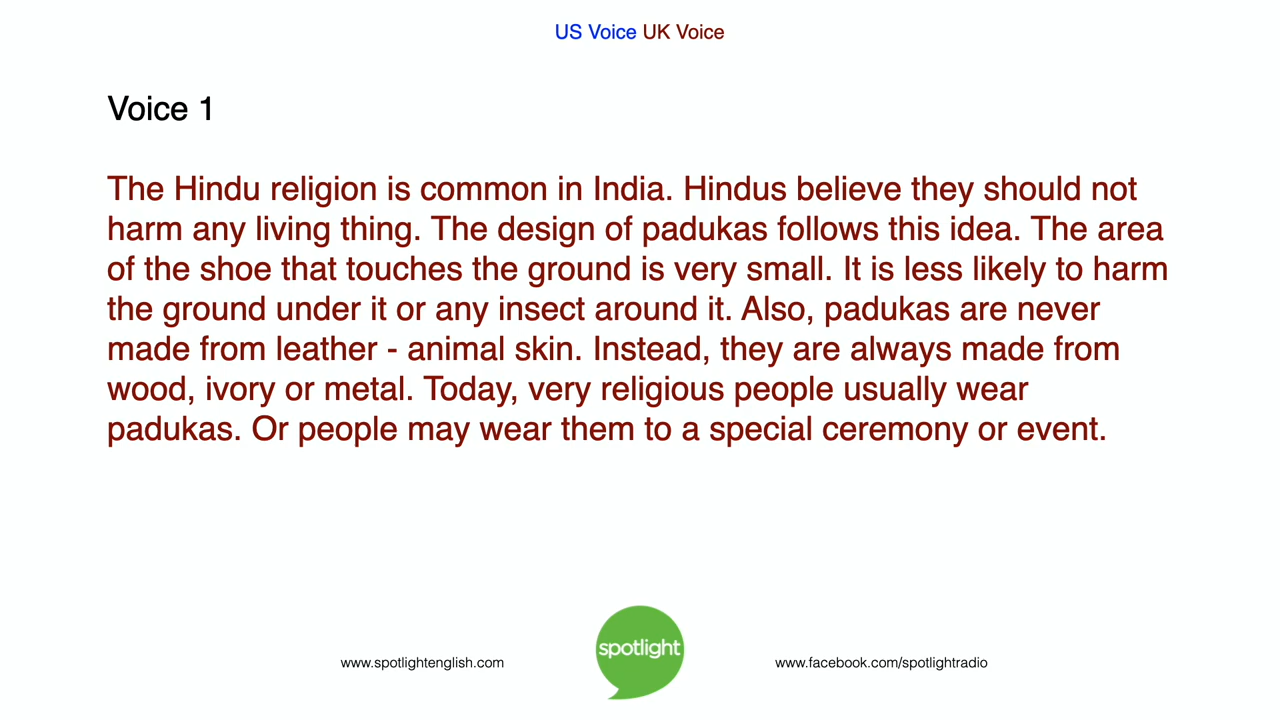 US Voice UK Voice
Voice 1
The Hindu religion is common in India. Hindus believe they should not
harm any living thing. The design of padukas follows this idea. The area
of the shoe that touches the ground is very small. It is less likely to harm
the ground under it or any insect around it. Also, padukas are never
made from leather - animal skin. Instead, they are always made from
wood, ivory or metal. Today, very religious people usually wear
padukas. Or people may wear them to a special ceremony or event.
www.spotlightenglish.com
spotlight
www.facebook.com/spotlightradio